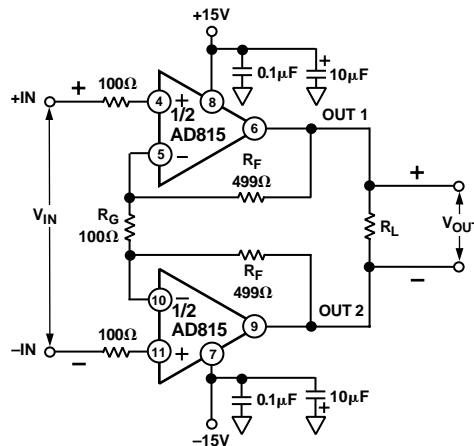 +15V
0.1µF
10µF
+
+IN
+
100Ω
4
+
8
1/2
AD815
6
OUT 1
5
−
R_F
499Ω
+
V_IN
R_G
100Ω
R_L
V_OUT
R_F
499Ω
−
10
−
1/2
AD815
9
OUT 2
100Ω
11
+
7
−IN
−
0.1µF
10µF
+
−15V